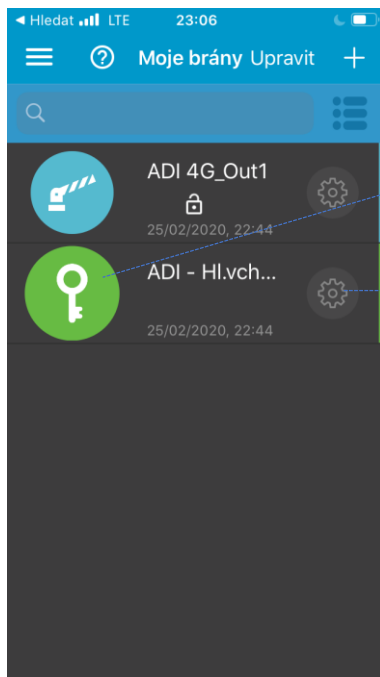 Hledat LTE 23:06
Moje brány Upravit
ADI 4G_Out1
25/02/2020, 22:44
ADI - Hl.vch...
25/02/2020, 22:44